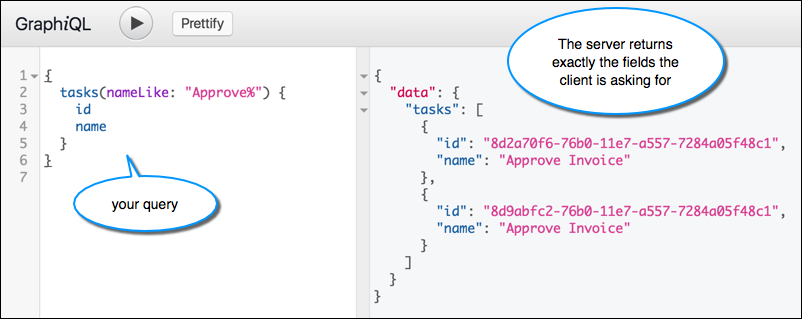 GraphiQL
Prettify
1 {
2 tasks(nameLike: "Approve%") {
3 id
4 name
5 }
6 }
7
your query
The server returns
exactly the fields the
client is asking for
{
"data": {
"tasks": [
{
"id": "8d2a70f6-76b0-11e7-a557-7284a05f48c1",
"name": "Approve Invoice"
},
{
"id": "8d9abfc2-76b0-11e7-a557-7284a05f48c1",
"name": "Approve Invoice"
}
]
}
}